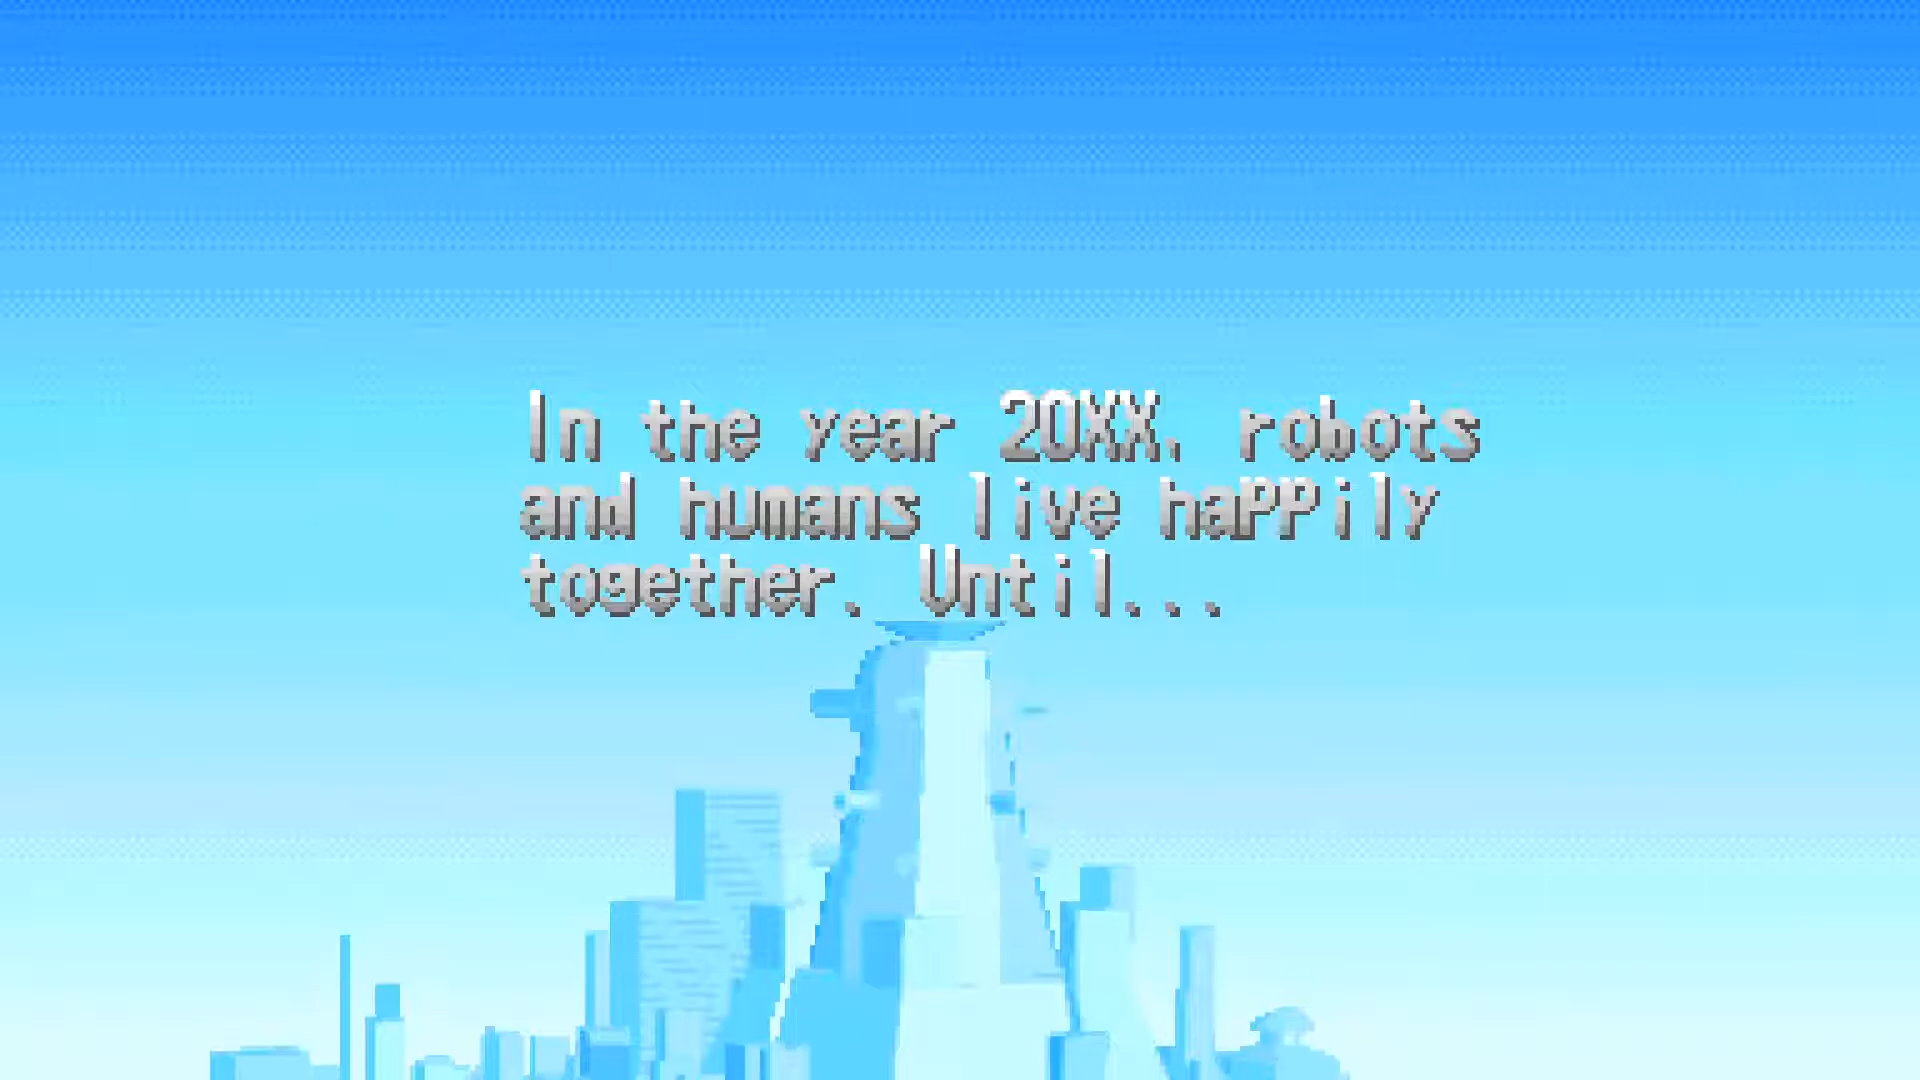 In the year 20XX, robots
and humans live happily
together. Until...